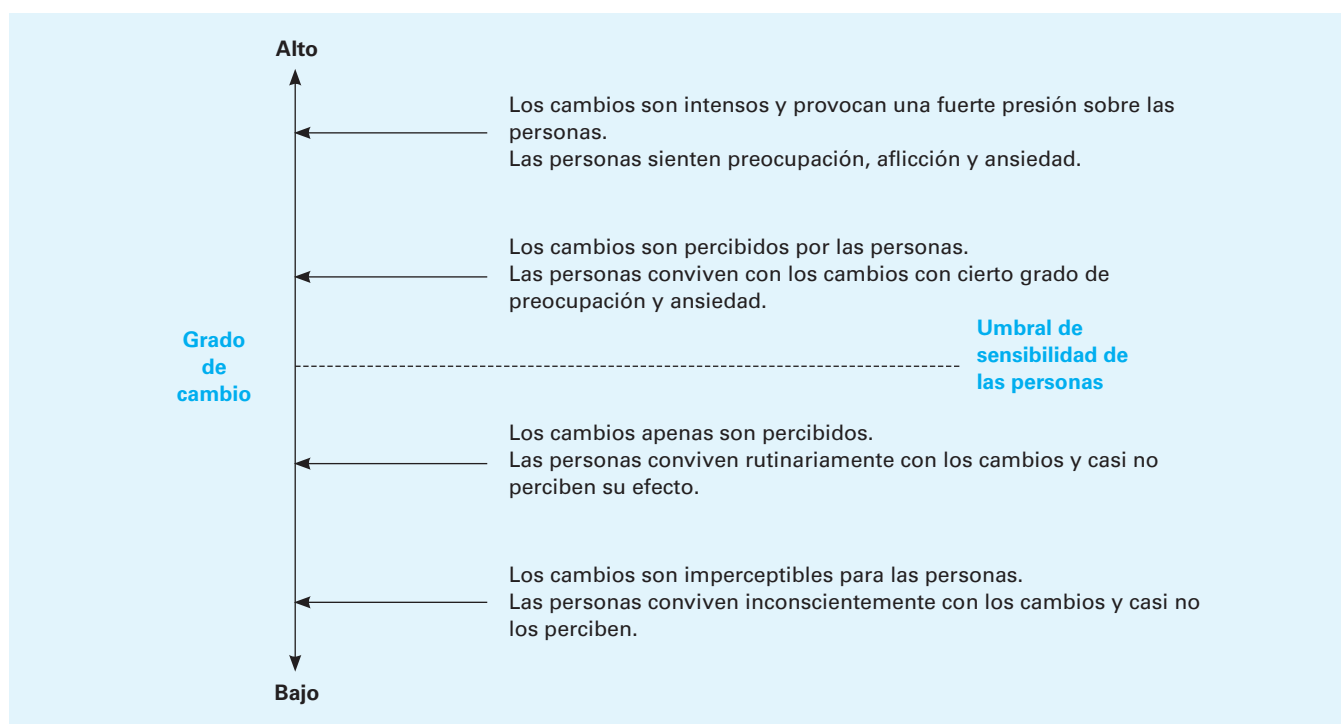 Alto
Los cambios son intensos y provocan una fuerte presión sobre las
personas.
Las personas sienten preocupación, aflicción y ansiedad.
Los cambios son percibidos por las personas.
Las personas conviven con los cambios con cierto grado de
preocupación y ansiedad.
Grado
de
cambio
Umbral de
sensibilidad de
las personas
Los cambios apenas son percibidos.
Las personas conviven rutinariamente con los cambios y casi no
perciben su efecto.
Los cambios son imperceptibles para las personas.
Las personas conviven inconscientemente con los cambios y casi no
los perciben.
Bajo